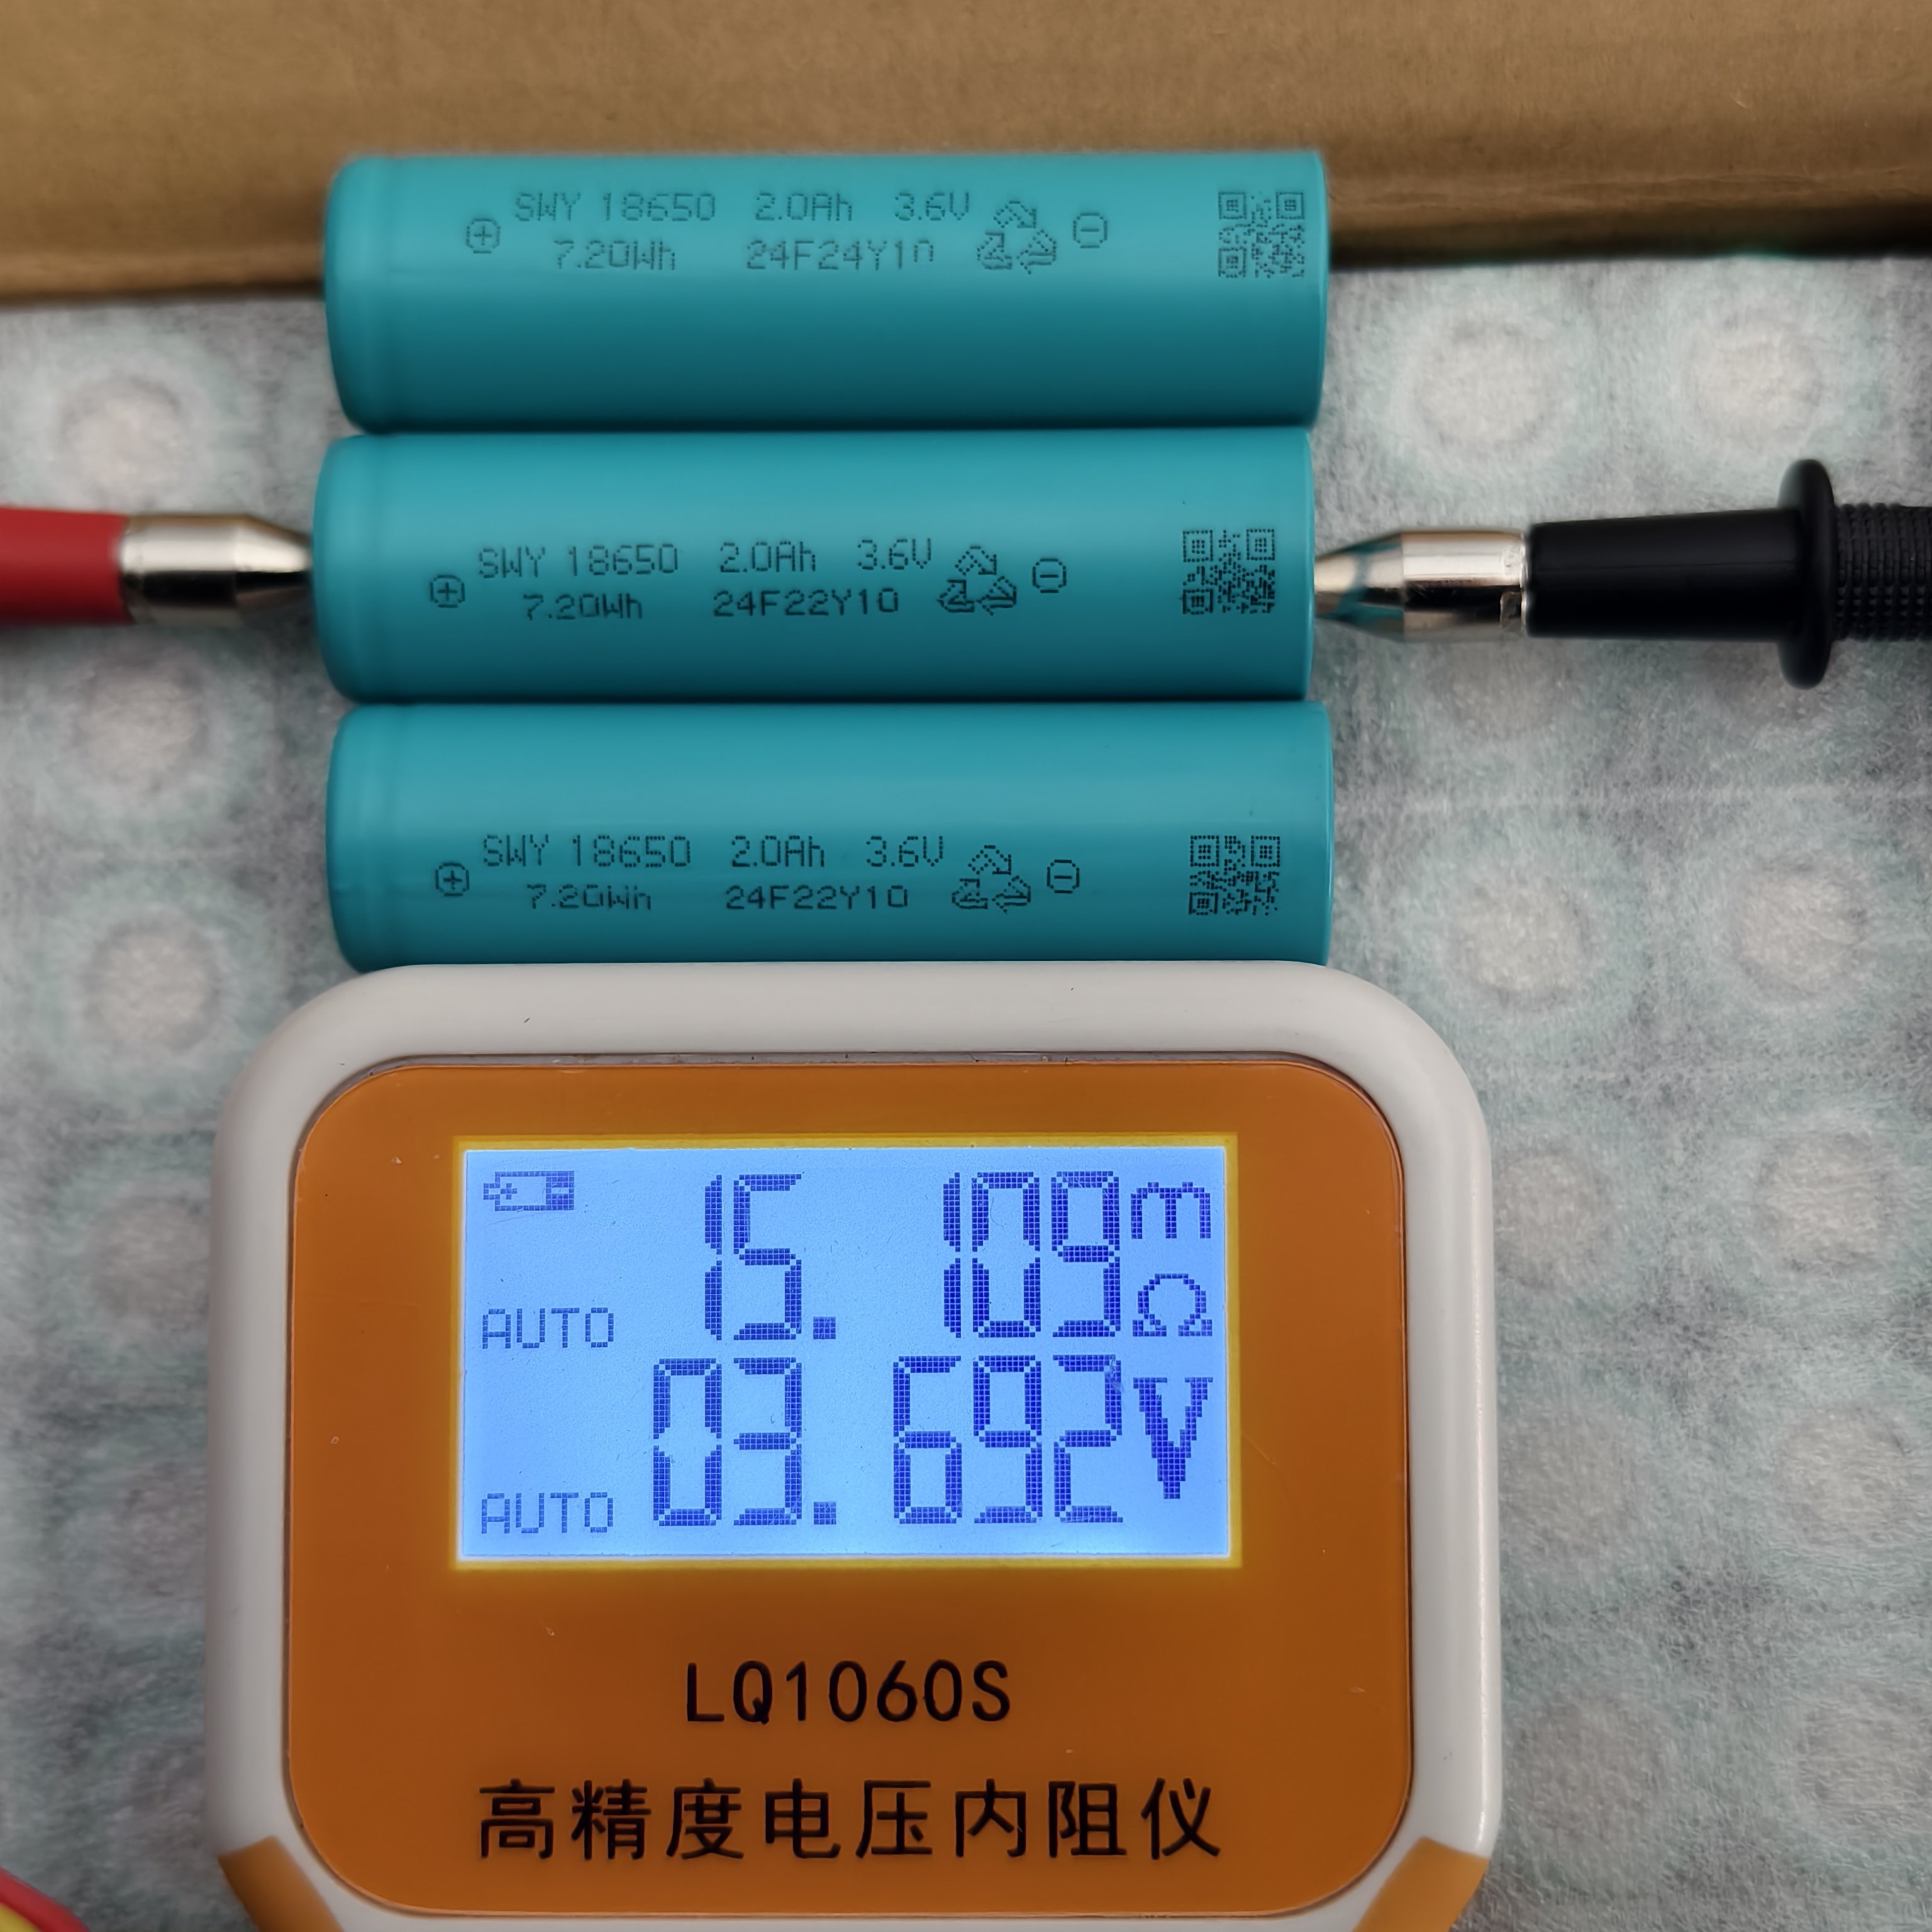 ⊕ SWY 18650 2.0Ah 3.6V ⊖
7.20Wh 24F24Y10
⊕ SWY 18650 2.0Ah 3.6V ⊖
7.20Wh 24F22Y10
⊕ SWY 18650 2.0Ah 3.6V ⊖
7.20Wh 24F22Y10
AUTO 15.109mΩ
AUTO 03.692V
LQ1060S
高精度电压内阻仪